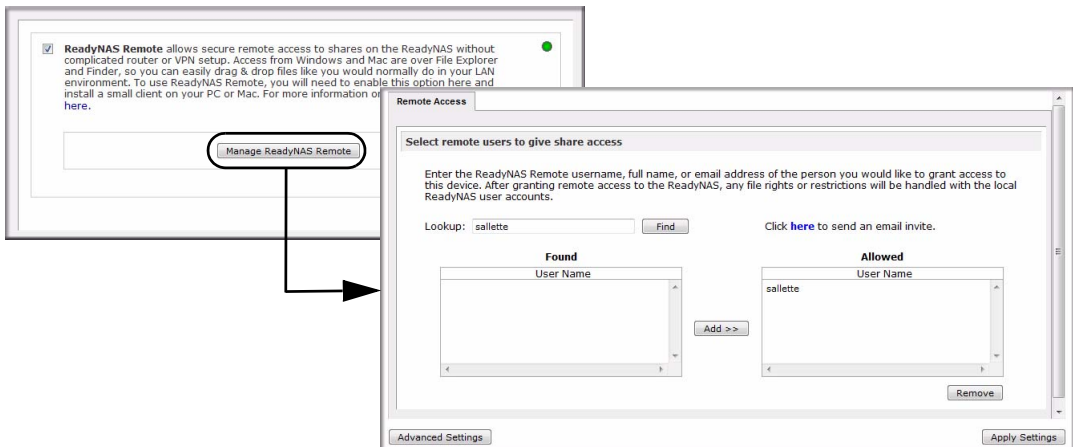 ReadyNAS Remote allows secure remote access to shares on the ReadyNAS without
complicated router or VPN setup. Access from Windows and Mac are over File Explorer
and Finder, so you can easily drag & drop files like you would normally do in your LAN
environment. To use ReadyNAS Remote, you will need to enable this option here and
install a small client on your PC or Mac. For more information or
here.
Manage ReadyNAS Remote
Remote Access
Select remote users to give share access
Enter the ReadyNAS Remote username, full name, or email address of the person you would like to grant access to
this device. After granting remote access to the ReadyNAS, any file rights or restrictions will be handled with the local
ReadyNAS user accounts.
Lookup: sallette Find Click here to send an email invite.
Found Allowed
User Name User Name
sallette
Add >>
Remove
Advanced Settings Apply Settings